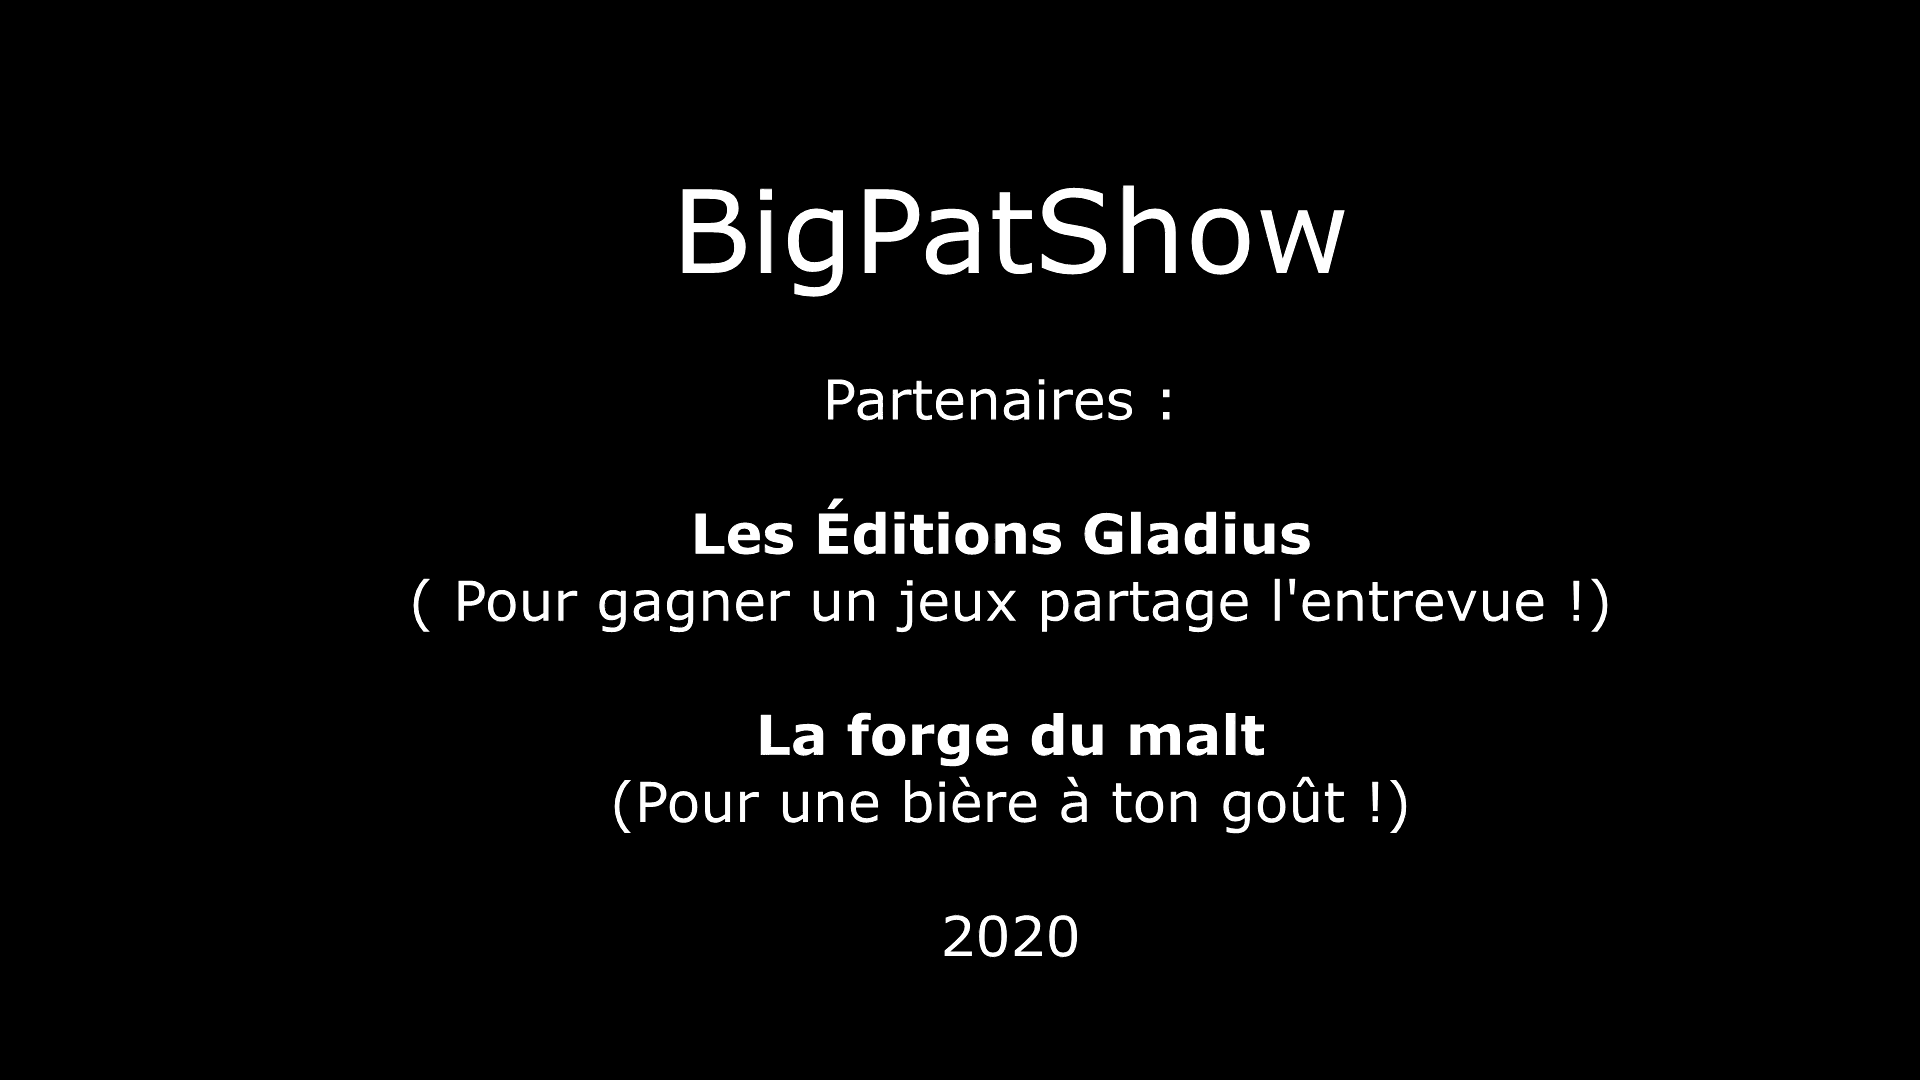 BigPatShow
Partenaires :
Les Éditions Gladius
( Pour gagner un jeux partage l'entrevue !)
La forge du malt
(Pour une bière à ton goût !)
2020